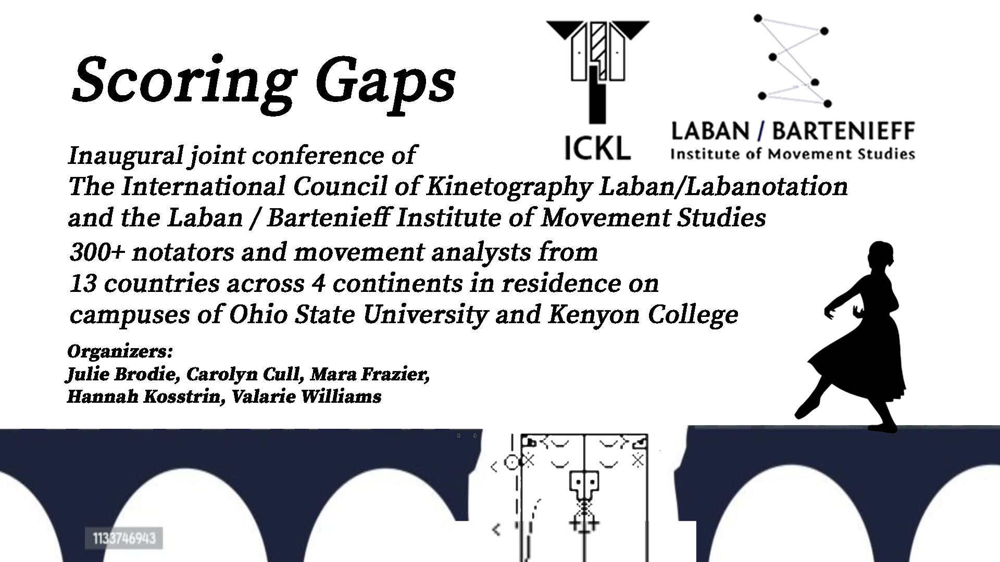 Scoring Gaps
ICKL
LABAN / BARTENIEFF
Institute of Movement Studies
Inaugural joint conference of
The International Council of Kinetography Laban/Labanotation
and the Laban / Bartenieff Institute of Movement Studies
300+ notators and movement analysts from
13 countries across 4 continents in residence on
campuses of Ohio State University and Kenyon College
Organizers:
Julie Brodie, Carolyn Cull, Mara Frazier,
Hannah Kosstrin, Valarie Williams
1133746943